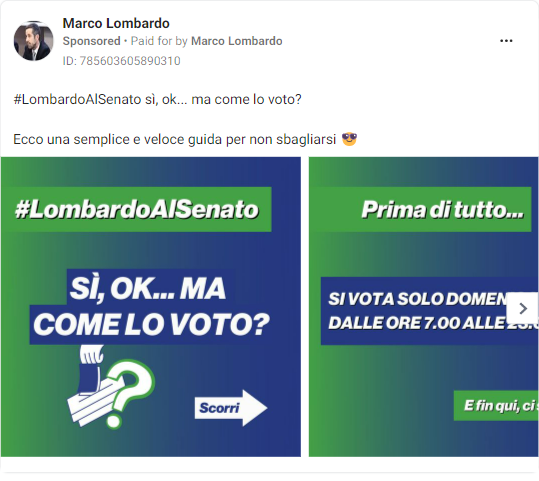 Marco Lombardo
Sponsored • Paid for by Marco Lombardo
ID: 785603605890310
#LombardoAlSenato sì, ok... ma come lo voto?
Ecco una semplice e veloce guida per non sbagliarsi 😎
#LombardoAlSenato
SÌ, OK... MA
COME LO VOTO?
Scorri
Prima di tutto...
SI VOTA SOLO
DALLE ORE 7.00 ALLE
E fin qui, ci